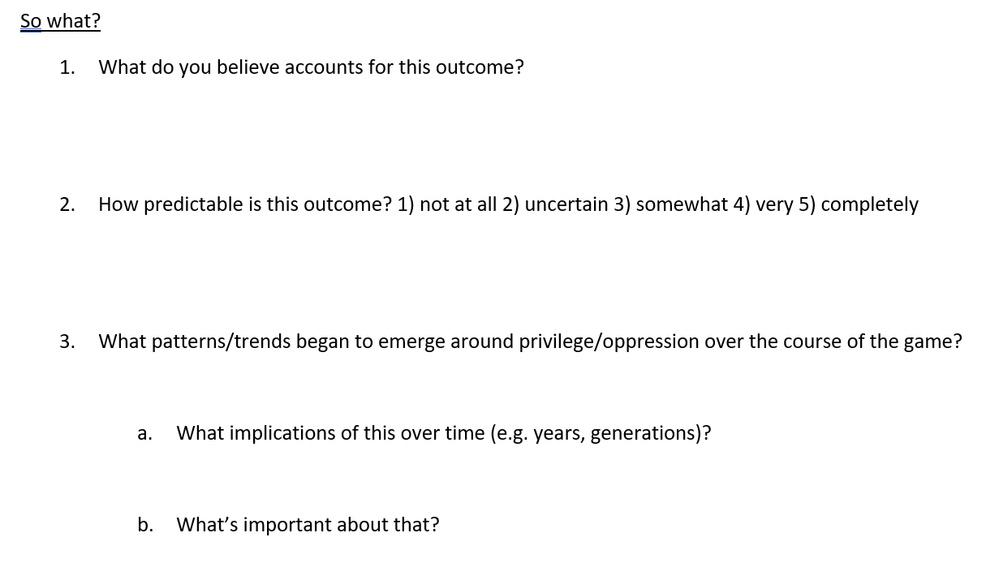 So what?
1. What do you believe accounts for this outcome?
2. How predictable is this outcome? 1) not at all 2) uncertain 3) somewhat 4) very 5) completely
3. What patterns/trends began to emerge around privilege/oppression over the course of the game?
a. What implications of this over time (e.g. years, generations)?
b. What’s important about that?